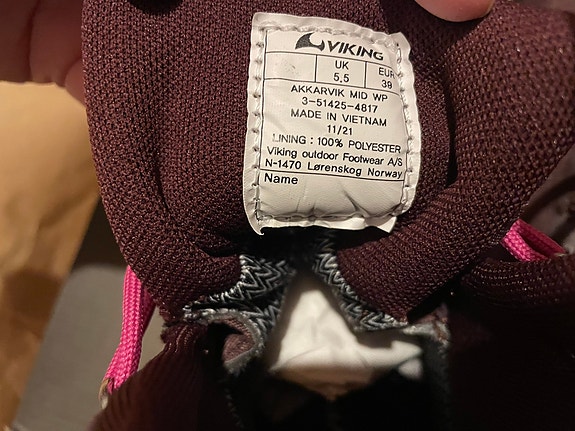 VIKING
UK EUR
5.5 39
AKKARVIK MID WP
3-51425-4817
MADE IN VIETNAM
11/21
LINING : 100% POLYESTER
Viking outdoor Footwear A/S
N-1470 Lørenskog Norway
Name